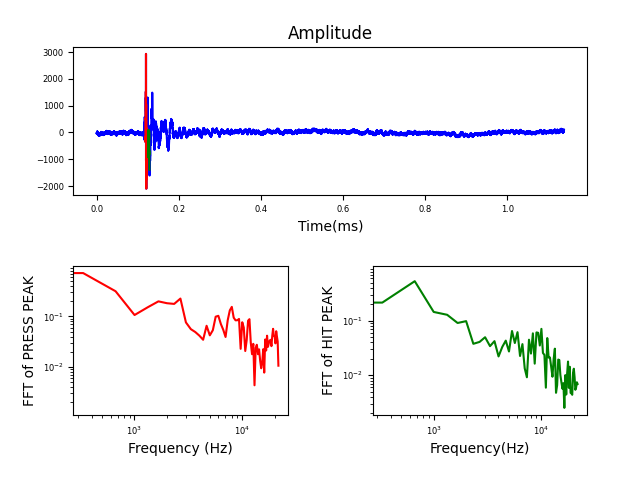 Amplitude
3000
2000
1000
0
−1000
−2000
0.0 0.2 0.4 0.6 0.8 1.0
Time(ms)
FFT of PRESS PEAK
10⁻¹
10⁻²
10³ 10⁴
Frequency (Hz)
FFT of HIT PEAK
10⁻¹
10⁻²
10³ 10⁴
Frequency(Hz)